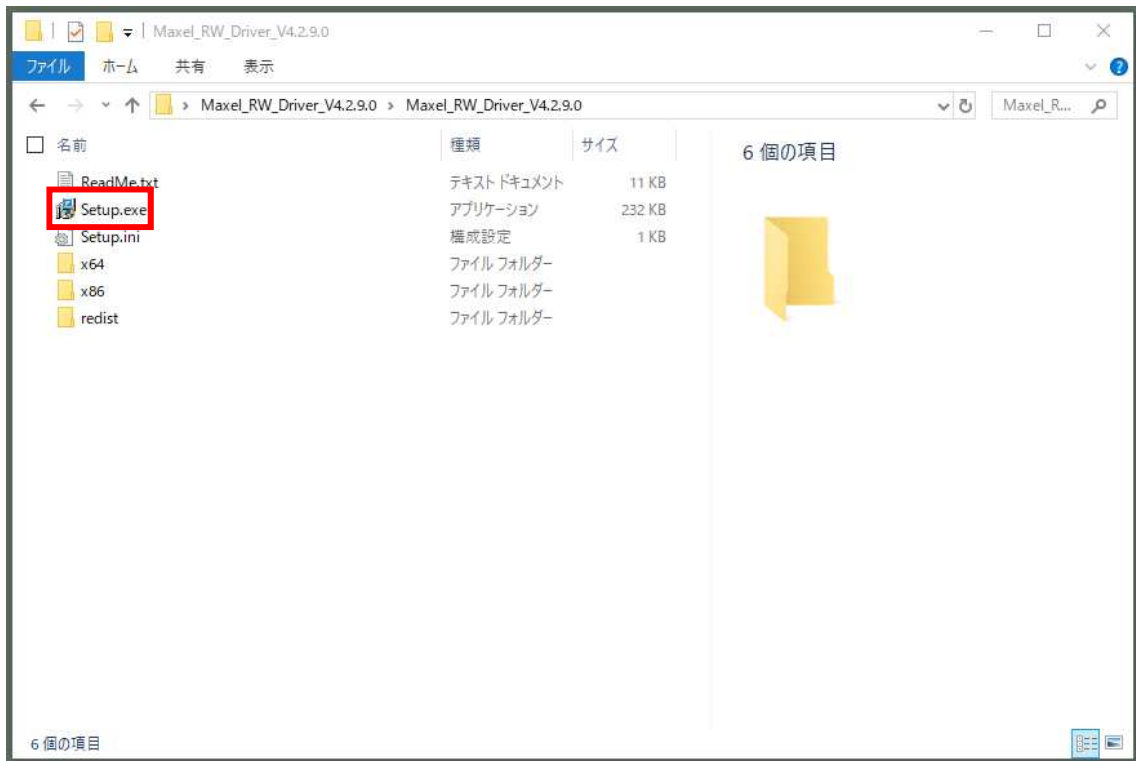 Maxel_RW_Driver_V4.2.9.0
ファイル ホーム 共有 表示
Maxel_RW_Driver_V4.2.9.0 > Maxel_RW_Driver_V4.2.9.0 Maxel_R...
名前 種類 サイズ
6 個の項目
ReadMe.txt テキスト ドキュメント 11 KB
Setup.exe アプリケーション 232 KB
Setup.ini 構成設定 1 KB
x64 ファイル フォルダー
x86 ファイル フォルダー
redist ファイル フォルダー
6 個の項目